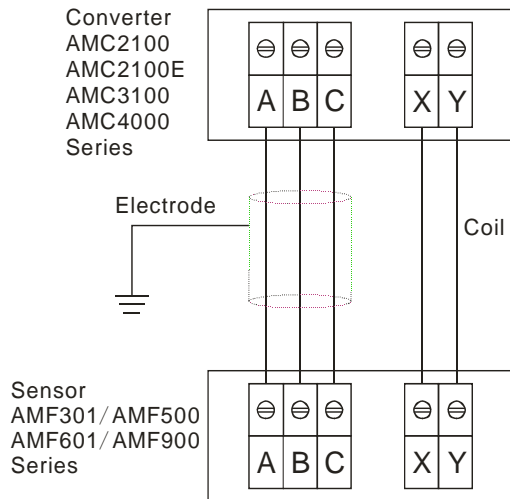 Converter
AMC2100
AMC2100E
AMC3100
AMC4000
Series
A B C X Y
Electrode
Coil
Sensor
AMF301/AMF500
AMF601/AMF900
Series
A B C X Y